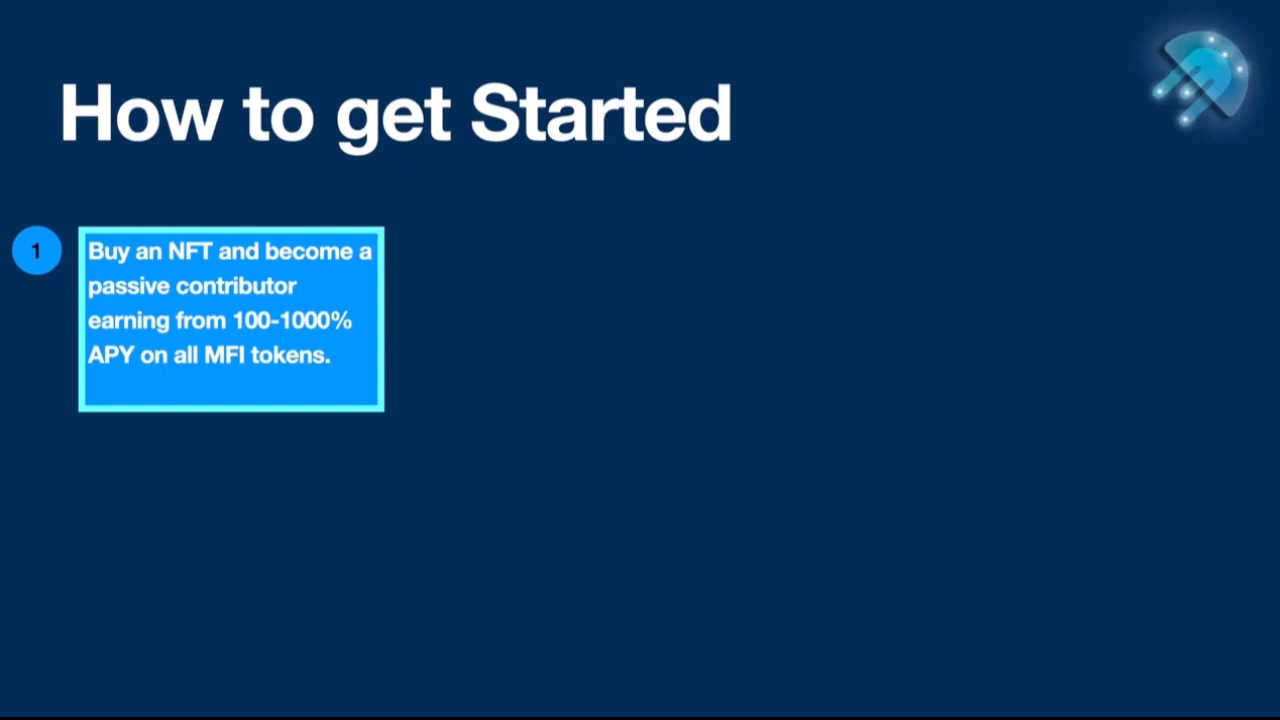 How to get Started
1
Buy an NFT and become a
passive contributor
earning from 100-1000%
APY on all MFI tokens.